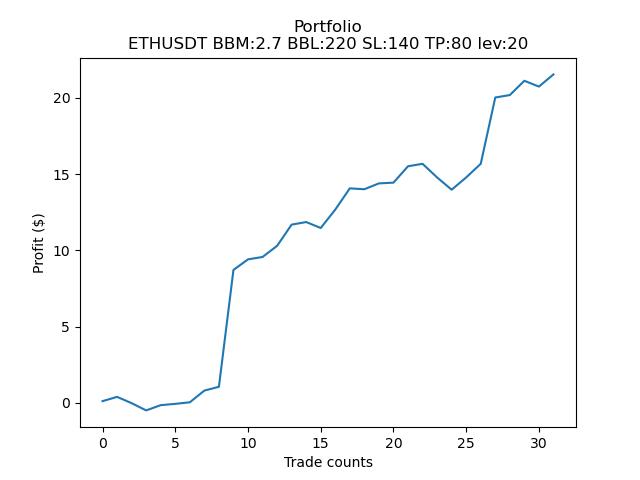 Portfolio
ETHUSDT BBM:2.7 BBL:220 SL:140 TP:80 lev:20
Profit ($)
20
15
10
5
0
0 5 10 15 20 25 30
Trade counts